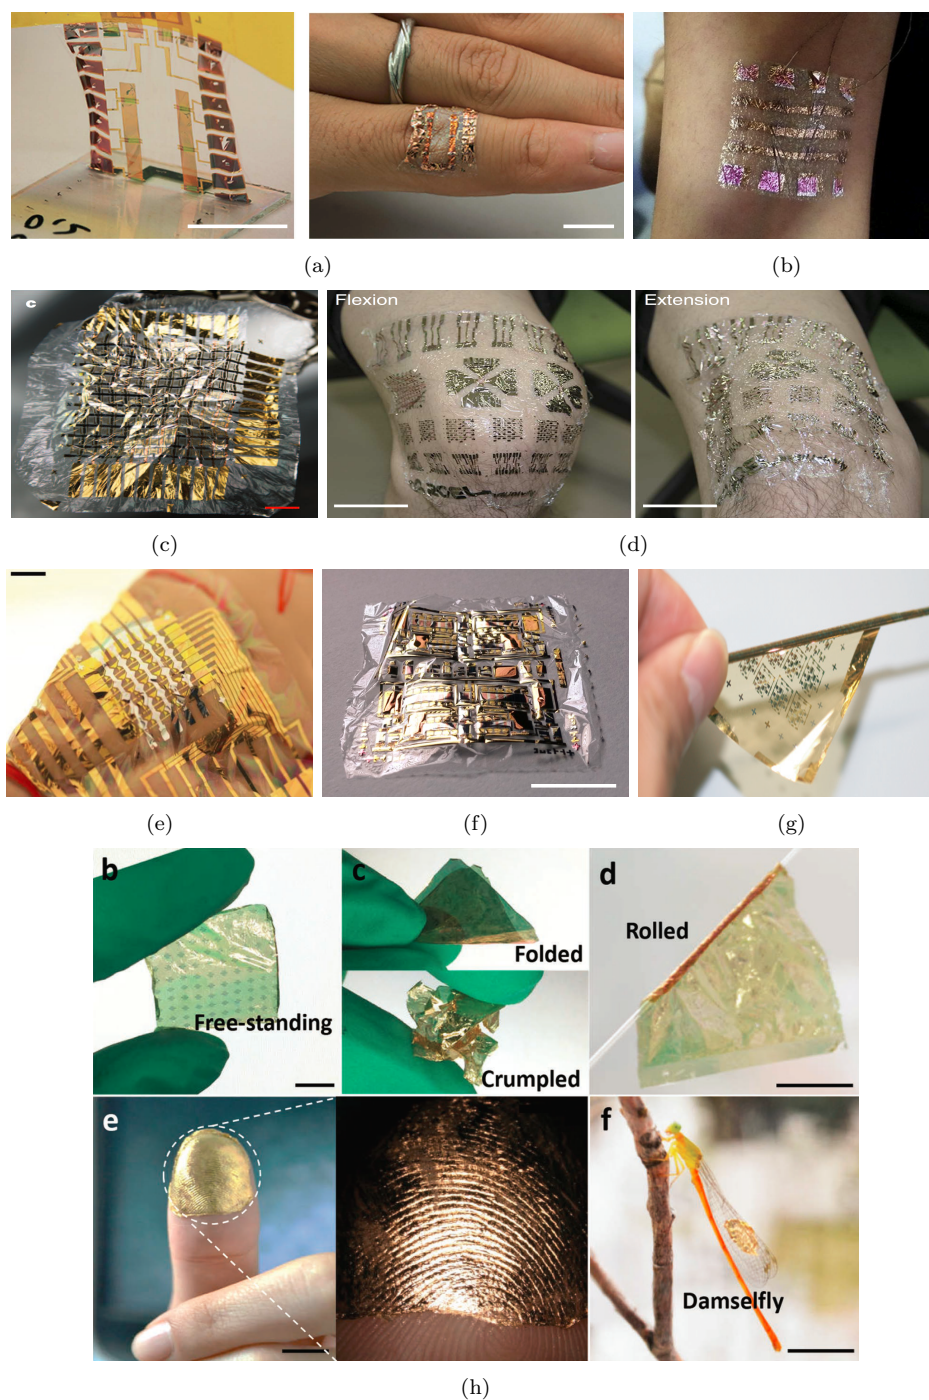 (a)
(b)
c
Flexion
Extension
(c)
(d)
(e)
(f)
(g)
b
Free-standing
c
Folded
Crumpled
d
Rolled
e
f
Damselfly
(h)